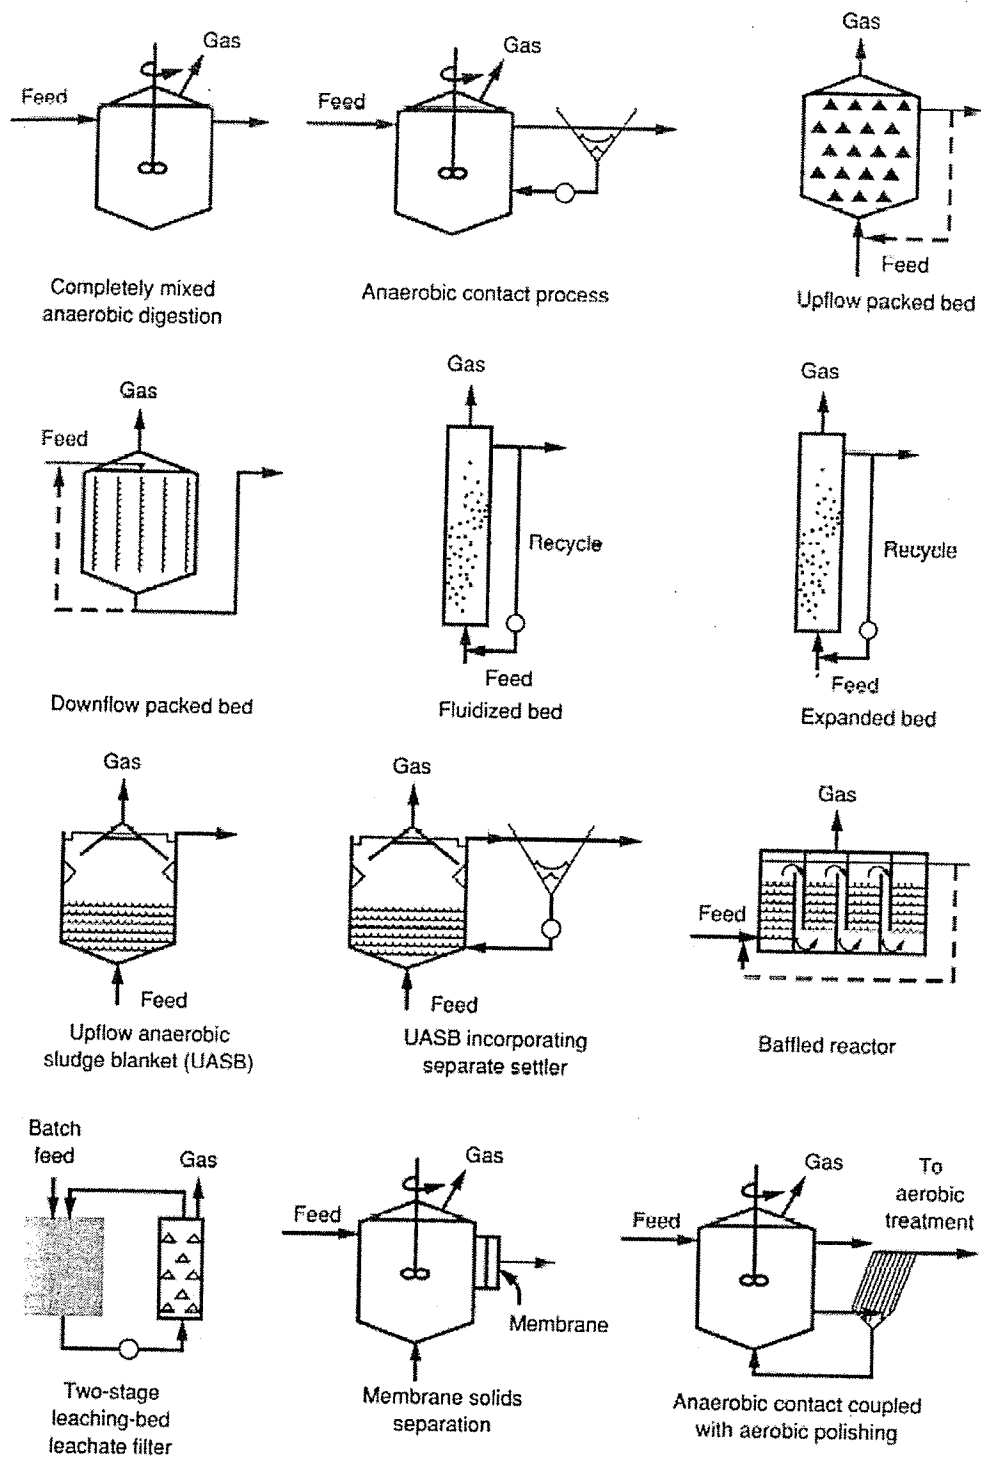 Gas
Feed
Completely mixed
anaerobic digestion
Gas
Feed
Anaerobic contact process
Gas
Feed
Upflow packed bed
Gas
Feed
Downflow packed bed
Gas
Recycle
Feed
Fluidized bed
Gas
Recycle
Feed
Expanded bed
Gas
Feed
Upflow anaerobic
sludge blanket (UASB)
Gas
Feed
UASB incorporating
separate settler
Gas
Feed
Baffled reactor
Batch
feed
Gas
Two-stage
leaching-bed
leachate filter
Gas
Feed
Membrane
Membrane solids
separation
Gas
Feed
To
aerobic
treatment
Anaerobic contact coupled
with aerobic polishing